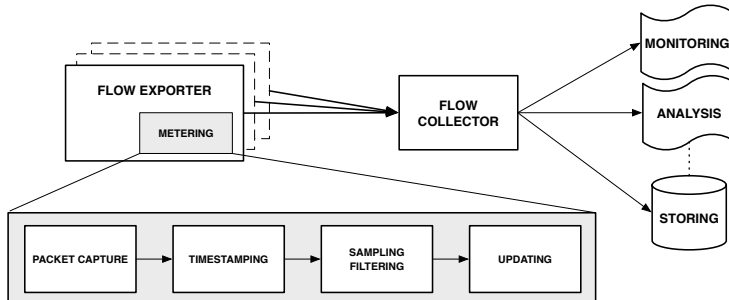 FLOW EXPORTER
METERING
FLOW
COLLECTOR
MONITORING
ANALYSIS
STORING
PACKET CAPTURE
TIMESTAMPING
SAMPLING
FILTERING
UPDATING